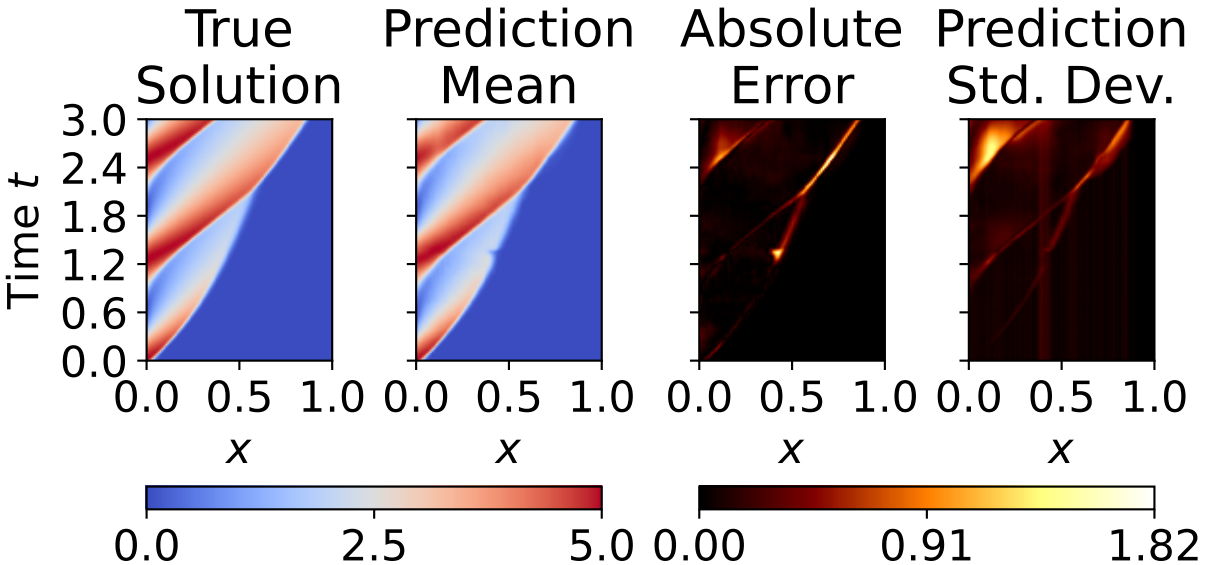 True Solution
Prediction Mean
Absolute Error
Prediction Std. Dev.
Time t
3.0
2.4
1.8
1.2
0.6
0.0
0.0 0.5 1.0
0.0 0.5 1.0
0.0 0.5 1.0
0.0 0.5 1.0
x
x
x
x
0.0 2.5 5.0
0.00 0.91 1.82